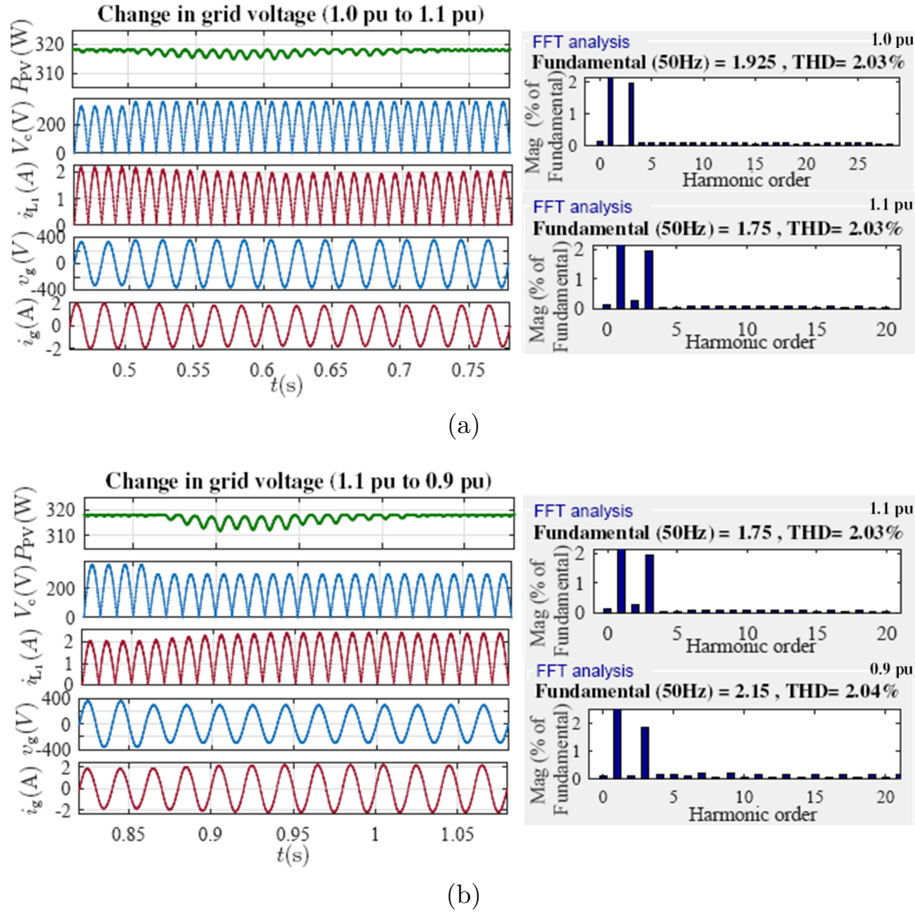 Change in grid voltage (1.0 pu to 1.1 pu)
P_PV(W)
320
310
V_c(V)
200
0
i_L1(A)
2
1
0
v_g(V)
400
0
-400
i_g(A)
2
0
-2
0.5 0.55 0.6 0.65 0.7 0.75
t(s)
FFT analysis 1.0 pu
Fundamental (50Hz) = 1.925 , THD= 2.03%
Mag (% of
Fundamental)
2
1
0
0 5 10 15 20 25
Harmonic order
FFT analysis 1.1 pu
Fundamental (50Hz) = 1.75 , THD= 2.03%
Mag (% of
Fundamental)
2
1
0
0 5 10 15 20
Harmonic order
(a)
Change in grid voltage (1.1 pu to 0.9 pu)
P_PV(W)
320
310
V_c(V)
200
0
i_L1(A)
2
1
0
v_g(V)
400
0
-400
i_g(A)
2
0
-2
0.85 0.9 0.95 1 1.05
t(s)
FFT analysis 1.1 pu
Fundamental (50Hz) = 1.75 , THD= 2.03%
Mag (% of
Fundamental)
2
1
0
0 5 10 15 20
Harmonic order
FFT analysis 0.9 pu
Fundamental (50Hz) = 2.15 , THD= 2.04%
Mag (% of
Fundamental)
2
1
0
0 5 10 15 20
Harmonic order
(b)